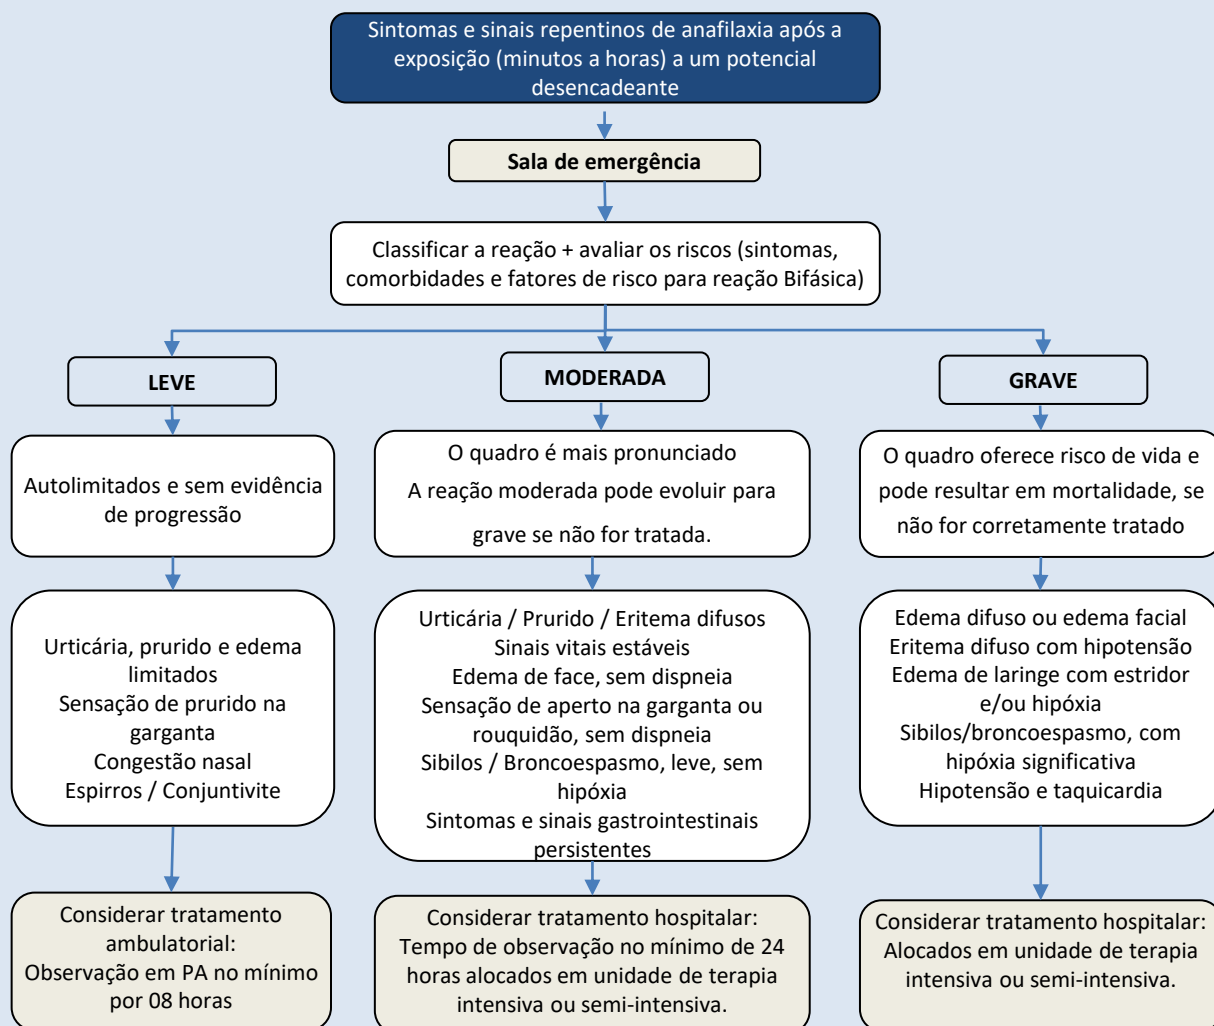 Sintomas e sinais repentinos de anafilaxia após a
exposição (minutos a horas) a um potencial
desencadeante
Sala de emergência
Classificar a reação + avaliar os riscos (sintomas,
comorbidades e fatores de risco para reação Bifásica)
LEVE
MODERADA
GRAVE
Autolimitados e sem evidência
de progressão
O quadro é mais pronunciado
A reação moderada pode evoluir para
grave se não for tratada.
O quadro oferece risco de vida e
pode resultar em mortalidade, se
não for corretamente tratado
Urticária, prurido e edema
limitados
Sensação de prurido na
garganta
Congestão nasal
Espirros / Conjuntivite
Urticária / Prurido / Eritema difusos
Sinais vitais estáveis
Edema de face, sem dispneia
Sensação de aperto na garganta ou
rouquidão, sem dispneia
Sibilos / Broncoespasmo, leve, sem
hipóxia
Sintomas e sinais gastrointestinais
persistentes
Edema difuso ou edema facial
Eritema difuso com hipotensão
Edema de laringe com estridor
e/ou hipóxia
Sibilos/broncoespasmo, com
hipóxia significativa
Hipotensão e taquicardia
Considerar tratamento
ambulatorial:
Observação em PA no mínimo
por 08 horas
Considerar tratamento hospitalar:
Tempo de observação no mínimo de 24
horas alocados em unidade de terapia
intensiva ou semi-intensiva.
Considerar tratamento hospitalar:
Alocados em unidade de terapia
intensiva ou semi-intensiva.